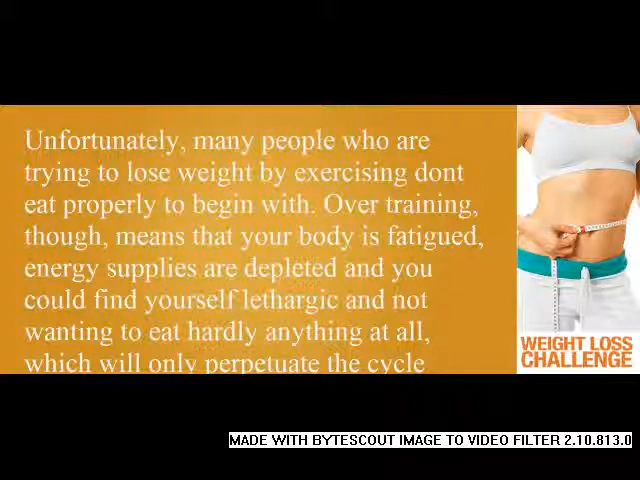 Unfortunately, many people who are
trying to lose weight by exercising dont
eat properly to begin with. Over training,
though, means that your body is fatigued,
energy supplies are depleted and you
could find yourself lethargic and not
wanting to eat hardly anything at all,
which will only perpetuate the cycle
WEIGHT LOSS
CHALLENGE
MADE WITH BYTESCOUT IMAGE TO VIDEO FILTER 2.10.813.0